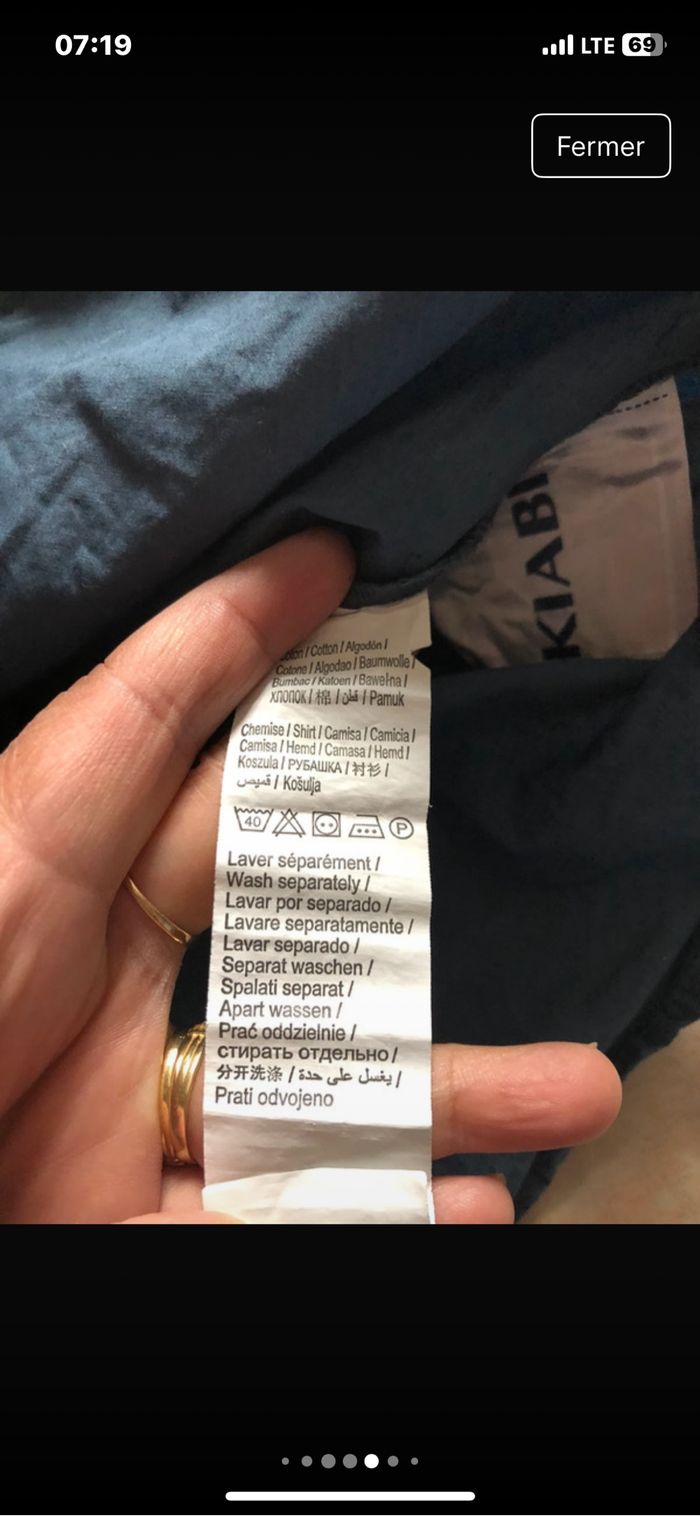 07:19
LTE 69
Fermer
KIABI
/ Cotton / Algodón /
Cotone / Algodao / Baumwolle /
Bumbac / Katoen / Bawełna /
ХЛОПОК / 棉 / قطن / Pamuk
Chemise / Shirt / Camisa / Camicia /
Camisa / Hemd / Camasa / Hemd /
Koszula / РУБАШКА / 衬衫 /
قميص / Košulja
40 P
Laver séparément /
Wash separately /
Lavar por separado /
Lavare separatamente /
Lavar separado /
Separat waschen /
Spalati separat /
Apart wassen /
Prać oddzielnie /
стирать отдельно /
分开洗涤 / يغسل على حدة /
Prati odvojeno